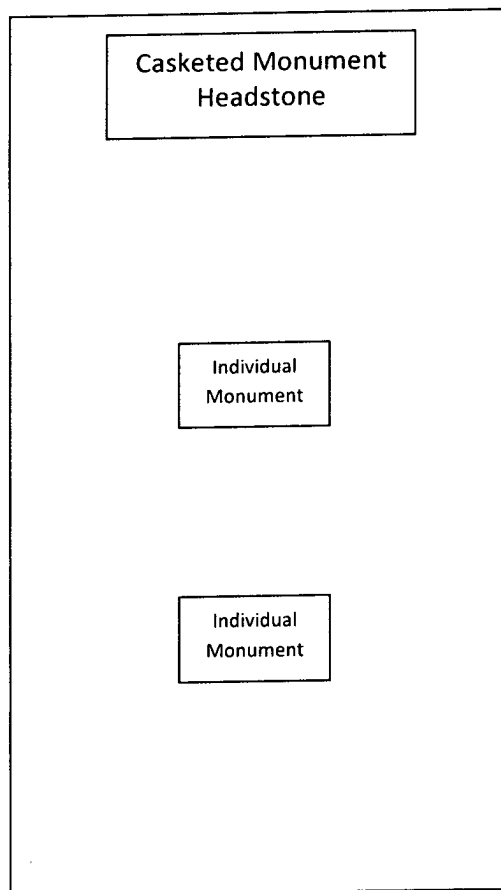 Casketed Monument
Headstone
Individual
Monument
Individual
Monument